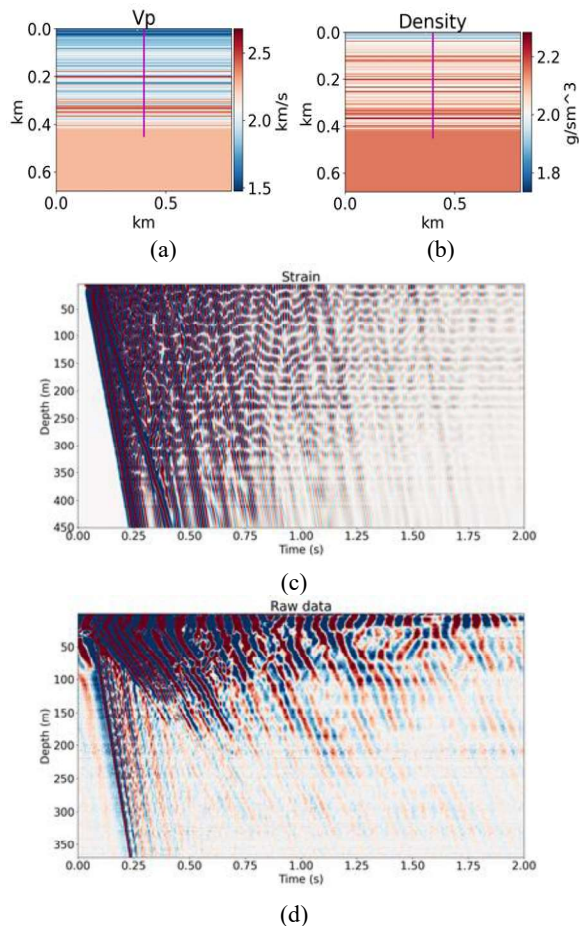 Vp
Density
0.0
0.2
0.4
0.6
km
0.0
0.5
km
2.5
2.0
1.5
km/s
0.0
0.2
0.4
0.6
km
0.0
0.5
km
2.2
2.0
1.8
g/sm^3
(a)
(b)
Strain
50
100
150
200
250
300
350
400
450
Depth (m)
0.00 0.25 0.50 0.75 1.00 1.25 1.50 1.75 2.00
Time (s)
(c)
Raw data
50
100
150
200
250
300
350
Depth (m)
0.00 0.25 0.50 0.75 1.00 1.25 1.50 1.75 2.00
Time (s)
(d)